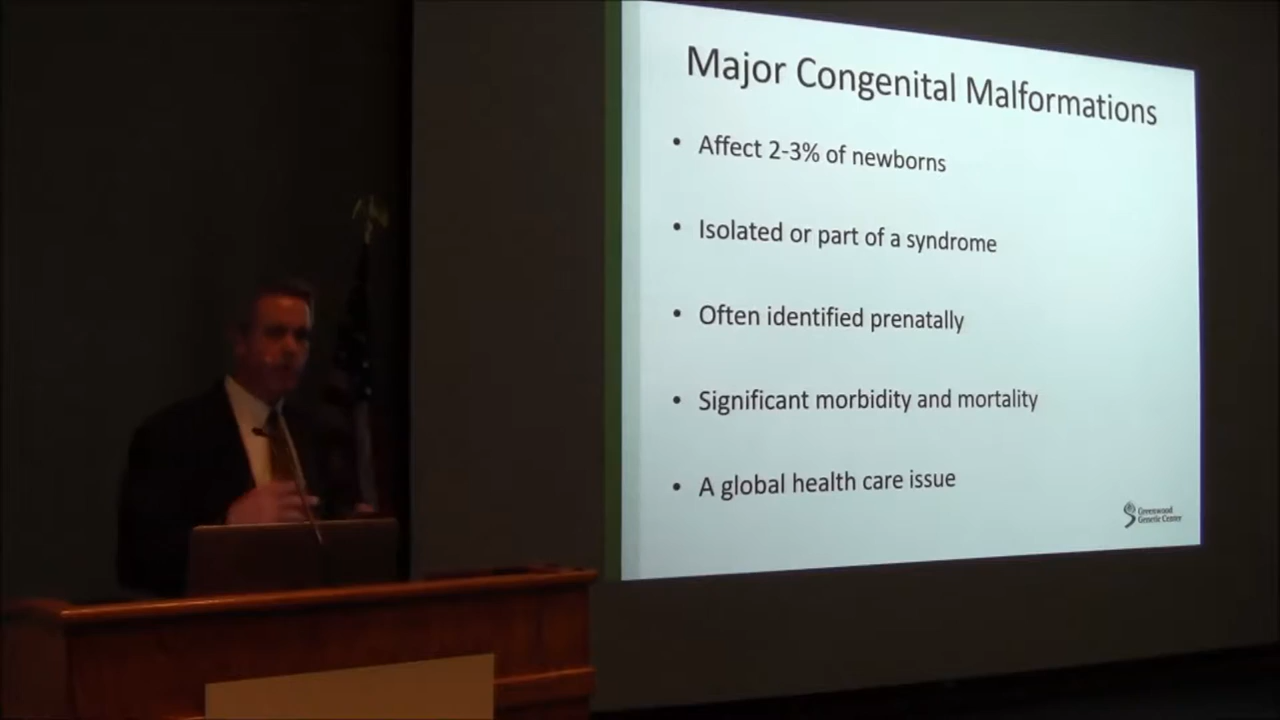 Major Congenital Malformations
• Affect 2-3% of newborns
• Isolated or part of a syndrome
• Often identified prenatally
• Significant morbidity and mortality
• A global health care issue
Greenwood
Genetic Center